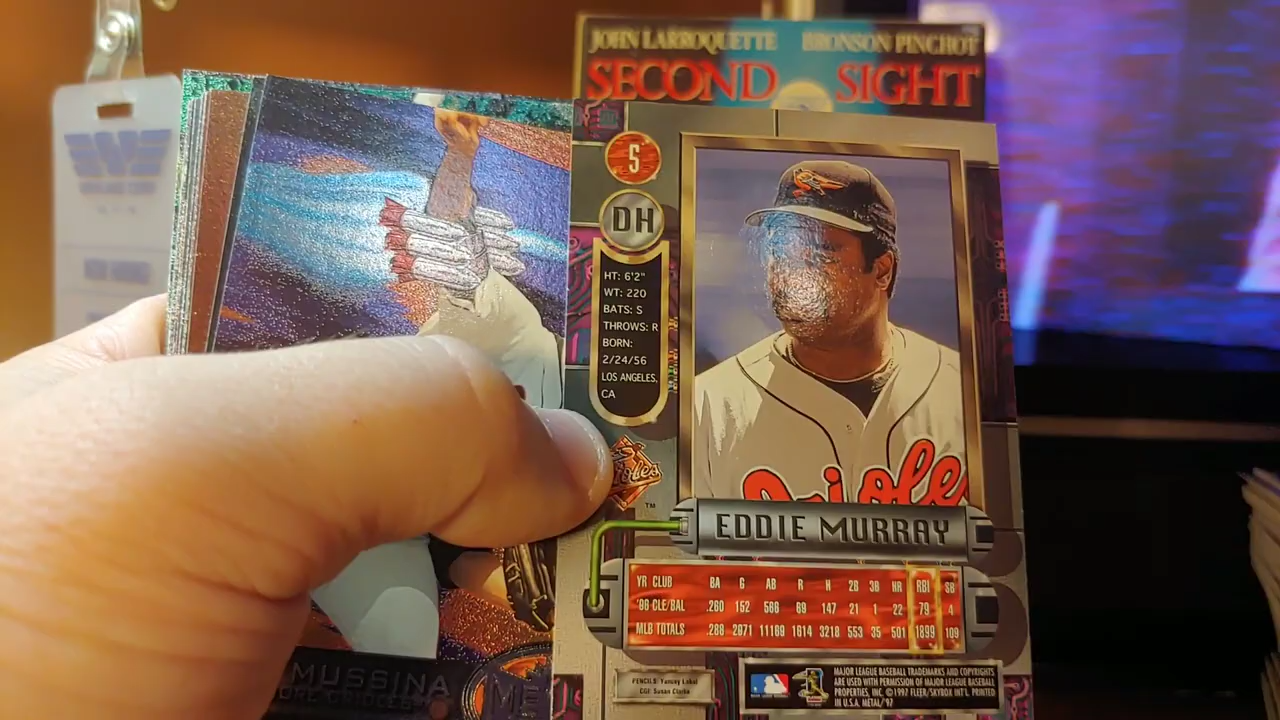 JOHN LARROQUETTE BRONSON PINCHOT
SECOND SIGHT
5
DH
HT: 6'2"
WT: 220
BATS: S
THROWS: R
BORN:
2/24/56
LOS ANGELES,
CA
Orioles
TM
Orioles
EDDIE MURRAY
YR CLUB BA G AB R H 2B 3B HR RBI SB
'96 CLE/BAL .260 152 566 69 147 21 1 22 79 4
MLB TOTALS .288 2971 11169 1614 3218 553 35 501 1899 109
PENCILS: Yancey Labat
CGI: Susan Clarke
MAJOR LEAGUE BASEBALL TRADEMARKS AND COPYRIGHTS
ARE USED WITH PERMISSION OF MAJOR LEAGUE BASEBALL
PROPERTIES, INC. ©1997 FLEER/SKYBOX INT'L. PRINTED
IN U.S.A. METAL/'97
MUSSINA
ME